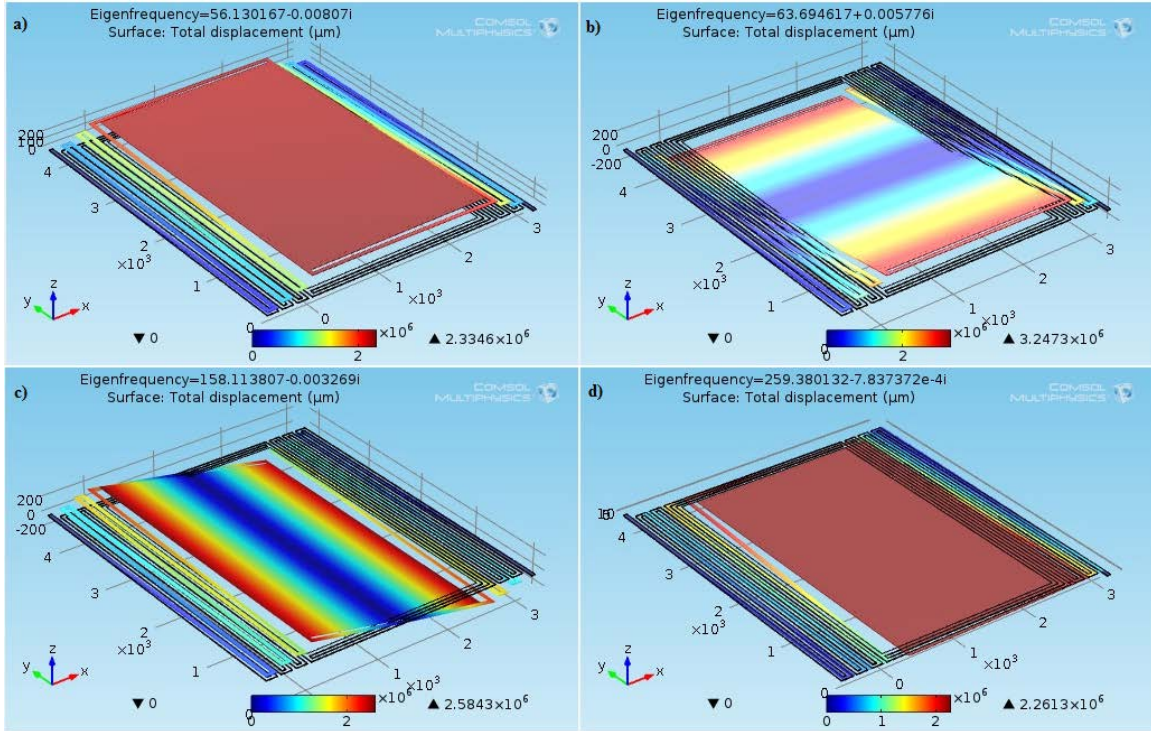 a)
Eigenfrequency=56.130167-0.00807i
Surface: Total displacement (μm)
COMSOL
MULTIPHYSICS
200
100
0
4
3
2
×10³
1
0
0
1
×10³
2
3
y
z
x
▼ 0
0
2
×10⁶
▲ 2.3346×10⁶
b)
Eigenfrequency=63.694617+0.005776i
Surface: Total displacement (μm)
COMSOL
MULTIPHYSICS
200
0
-200
4
3
2
×10³
1
0
1
×10³
2
3
y
z
x
▼ 0
0
2
×10⁶
▲ 3.2473×10⁶
c)
Eigenfrequency=158.113807-0.003269i
Surface: Total displacement (μm)
COMSOL
MULTIPHYSICS
200
0
-200
4
3
2
×10³
1
0
1
×10³
2
3
y
z
x
▼ 0
0
2
×10⁶
▲ 2.5843×10⁶
d)
Eigenfrequency=259.380132-7.837372e-4i
Surface: Total displacement (μm)
COMSOL
MULTIPHYSICS
4
3
2
×10³
1
0
0
1
×10³
2
3
y
z
x
▼ 0
0
1
2
×10⁶
▲ 2.2613×10⁶